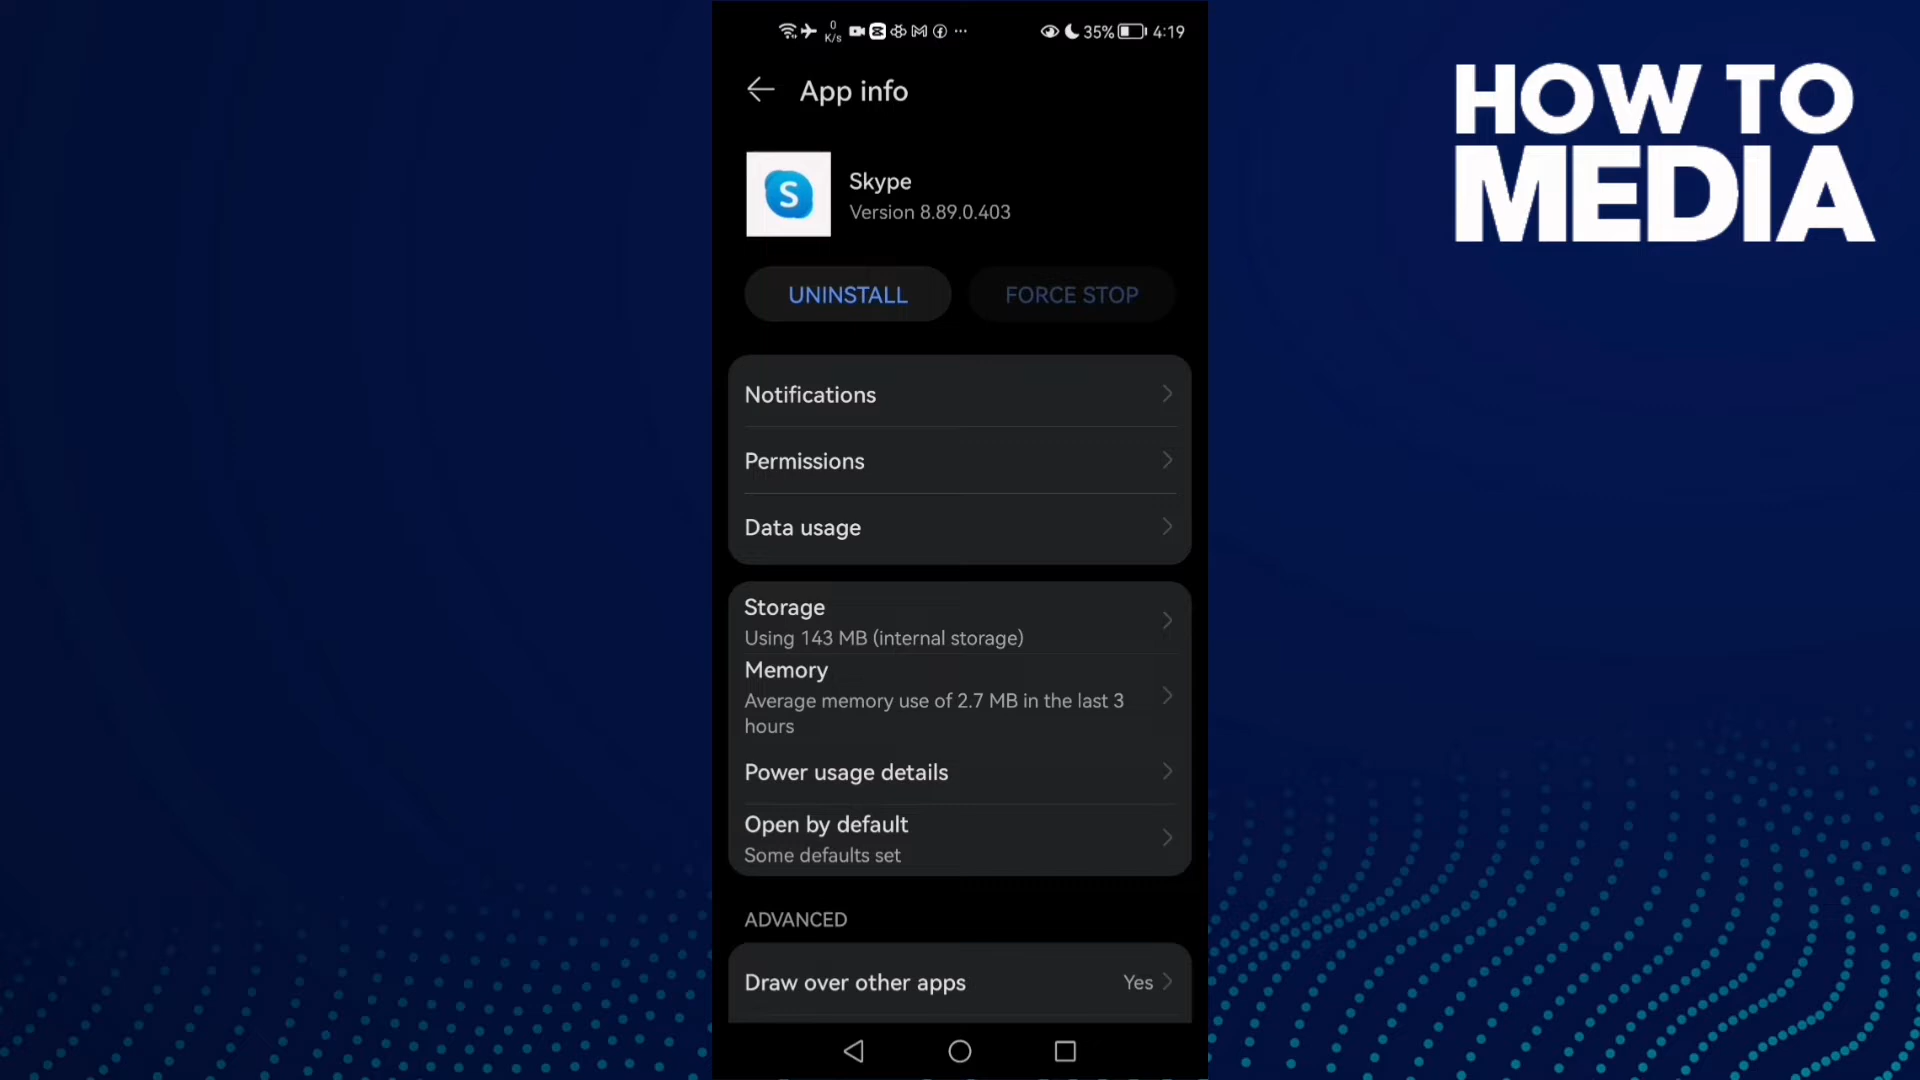 0
K/s
35%
4:19
App info
HOW TO
MEDIA
S
Skype
Version 8.89.0.403
UNINSTALL
FORCE STOP
Notifications
Permissions
Data usage
Storage
Using 143 MB (internal storage)
Memory
Average memory use of 2.7 MB in the last 3
hours
Power usage details
Open by default
Some defaults set
ADVANCED
Draw over other apps
Yes